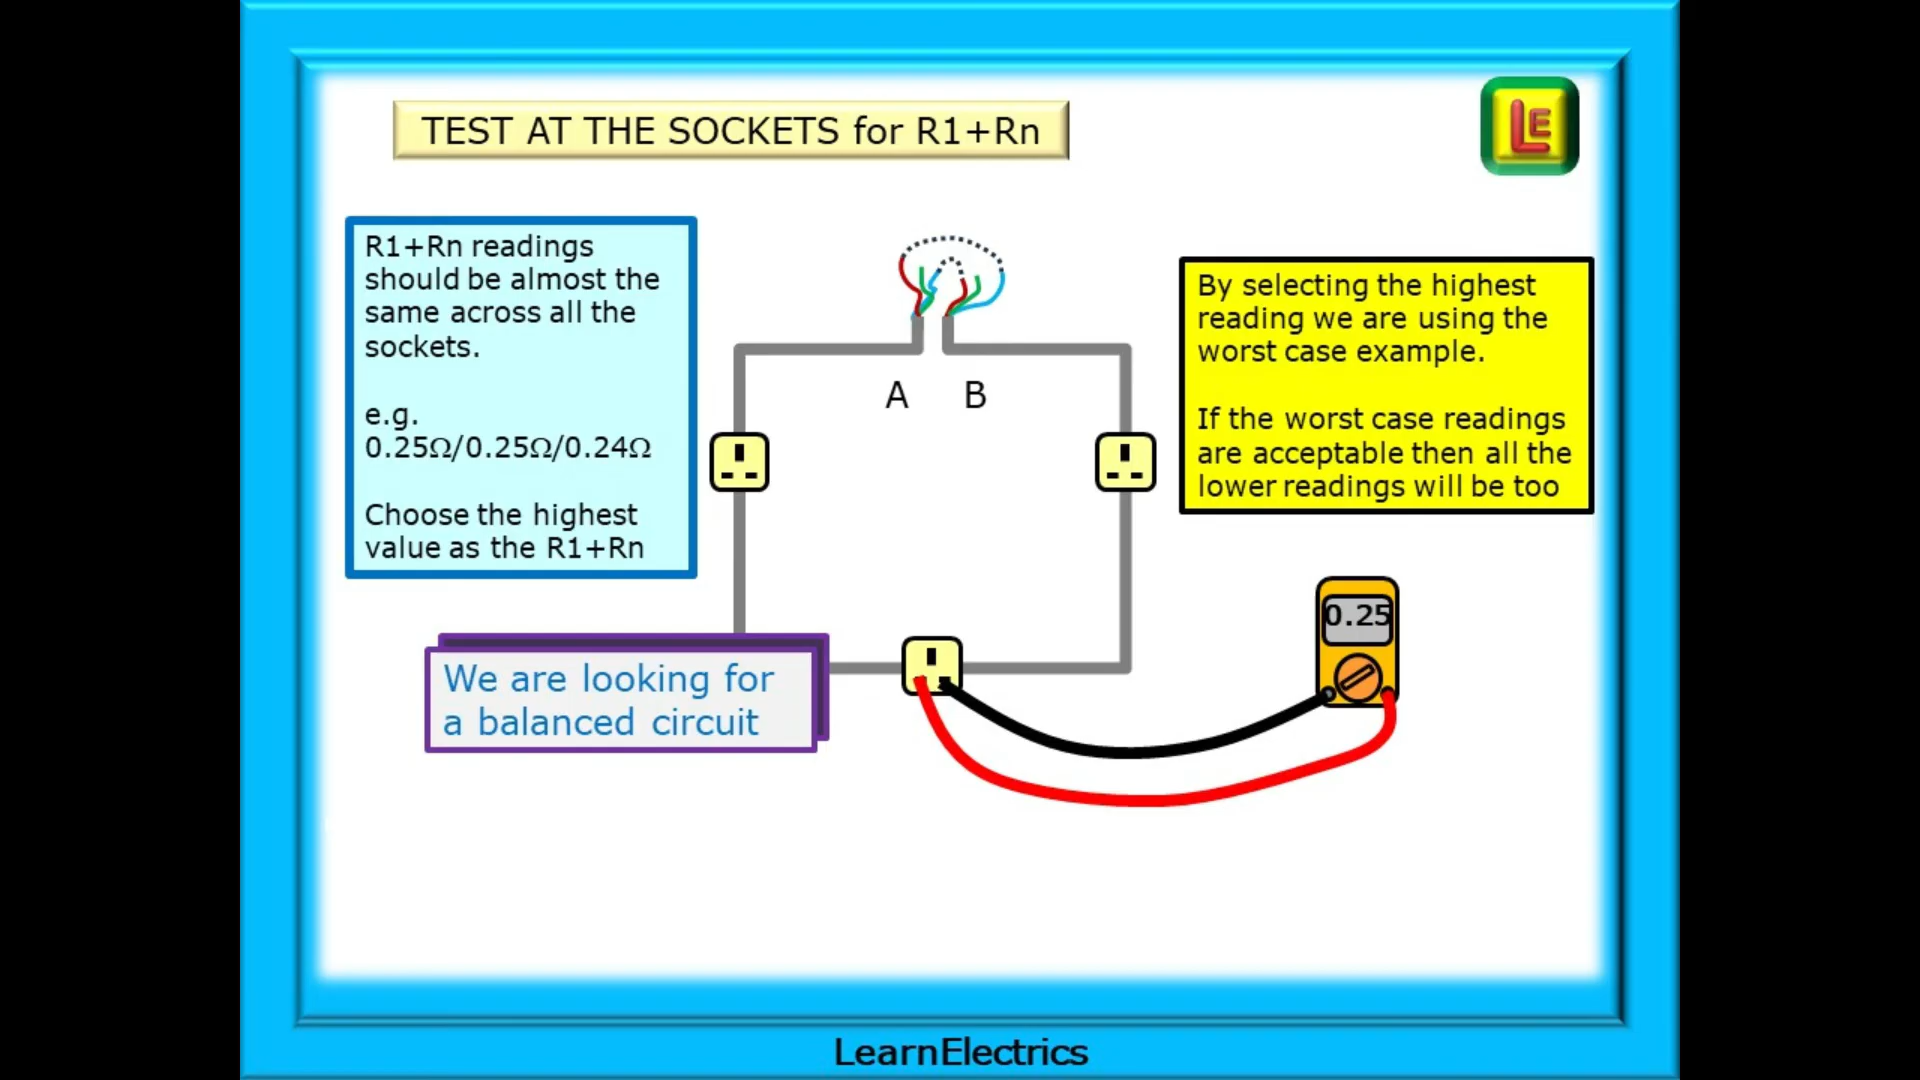 TEST AT THE SOCKETS for R1+Rn
LE
R1+Rn readings
should be almost the
same across all the
sockets.
e.g.
0.25Ω/0.25Ω/0.24Ω
Choose the highest
value as the R1+Rn
A B
By selecting the highest
reading we are using the
worst case example.
If the worst case readings
are acceptable then all the
lower readings will be too
0.25
We are looking for
a balanced circuit
LearnElectrics